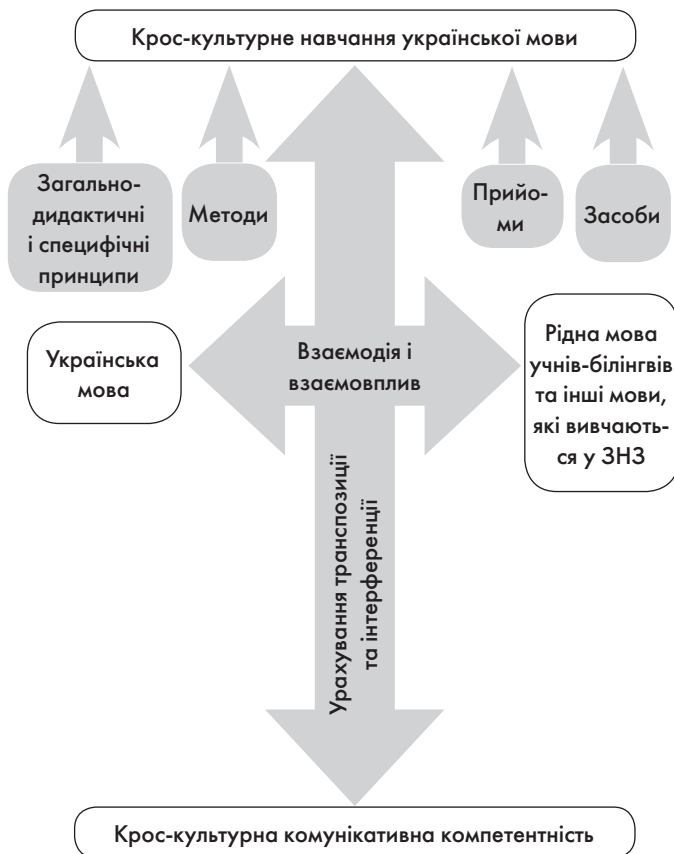 Крос-культурне навчання української мови
Загально-
дидактичні
і специфічні
принципи
Методи
Прийо-
ми
Засоби
Українська
мова
Взаємодія і
взаємовплив
Рідна мова
учнів-білінгвів
та інші мови,
які вивчають-
ся у ЗНЗ
Урахування транспозиції
та інтерференції
Крос-культурна комунікативна компетентність